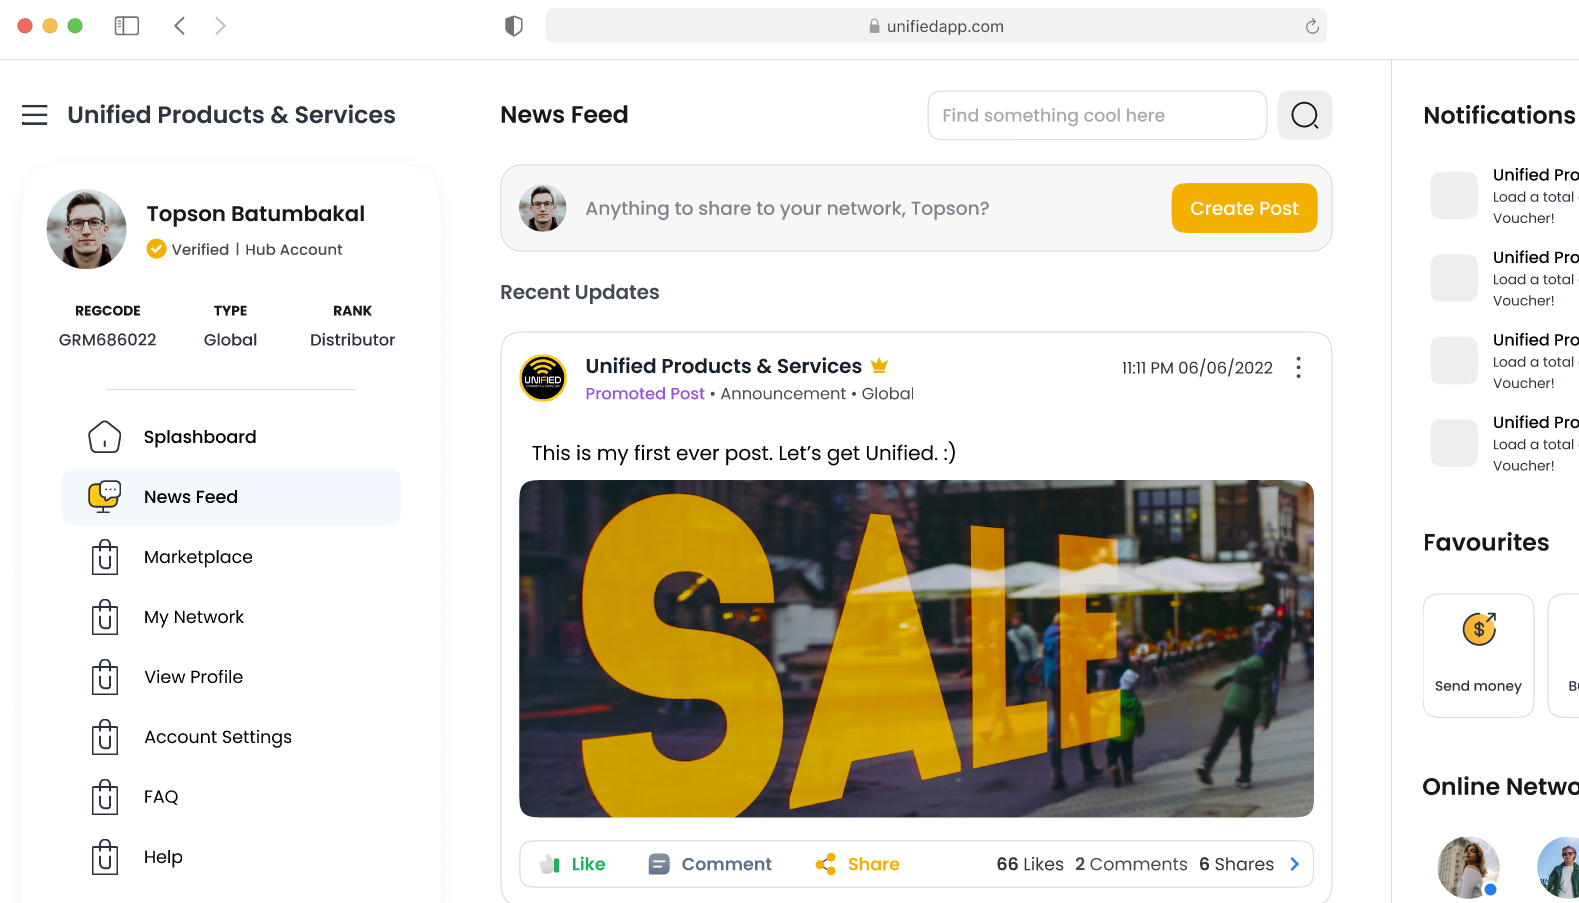 unifiedapp.com
Unified Products & Services
Topson Batumbakal
Verified | Hub Account
REGCODE TYPE RANK
GRM686022 Global Distributor
Splashboard
News Feed
Marketplace
My Network
View Profile
Account Settings
FAQ
Help
News Feed
Find something cool here
Anything to share to your network, Topson?
Create Post
Recent Updates
UNIFIED
Unified Products & Services
11:11 PM 06/06/2022
Promoted Post • Announcement • Global
This is my first ever post. Let’s get Unified. :)
SALE
Like Comment Share 66 Likes 2 Comments 6 Shares
Notifications
Unified Pro
Load a total
Voucher!
Unified Pro
Load a total
Voucher!
Unified Pro
Load a total
Voucher!
Unified Pro
Load a total
Voucher!
Favourites
Send money
Online Netwo